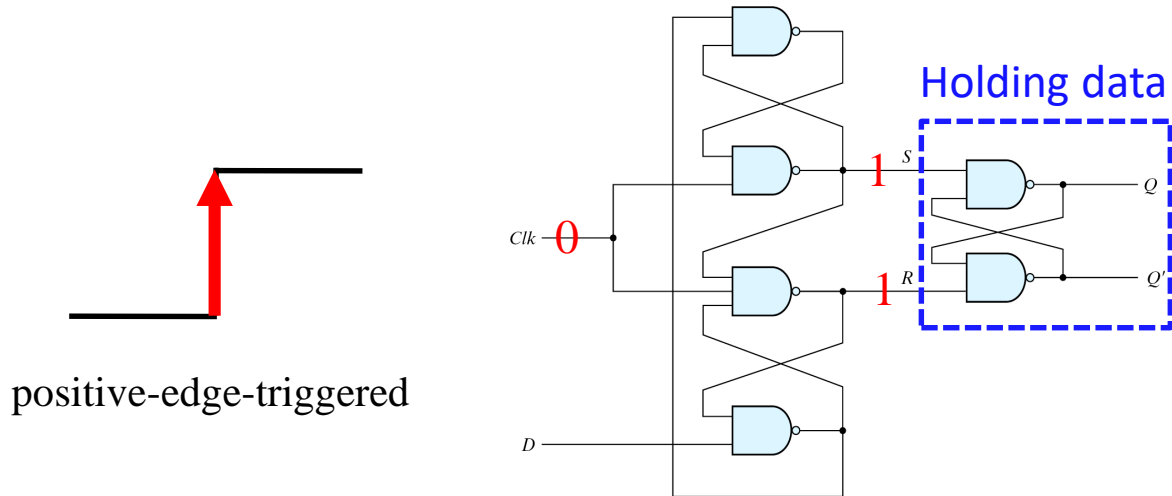 positive-edge-triggered
Holding data
1
S
Q
Clk
0
1
R
Q'
D